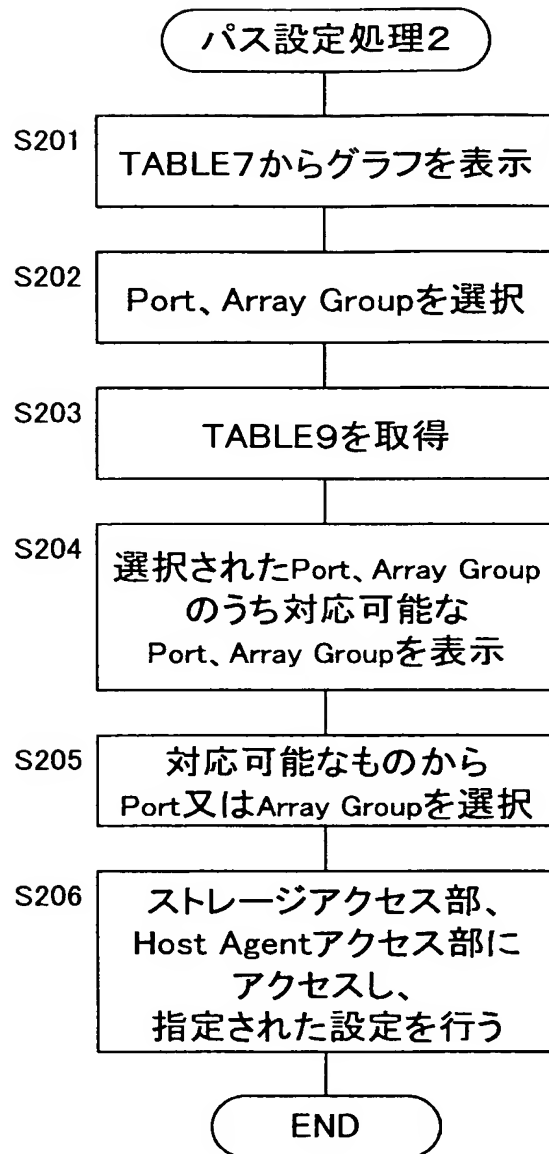 パス設定処理2
S201
TABLE7からグラフを表示
S202
Port、Array Groupを選択
S203
TABLE9を取得
S204
選択されたPort、Array Group
のうち対応可能な
Port、Array Groupを表示
S205
対応可能なものから
Port又はArray Groupを選択
S206
ストレージアクセス部、
Host Agentアクセス部に
アクセスし、
指定された設定を行う
END